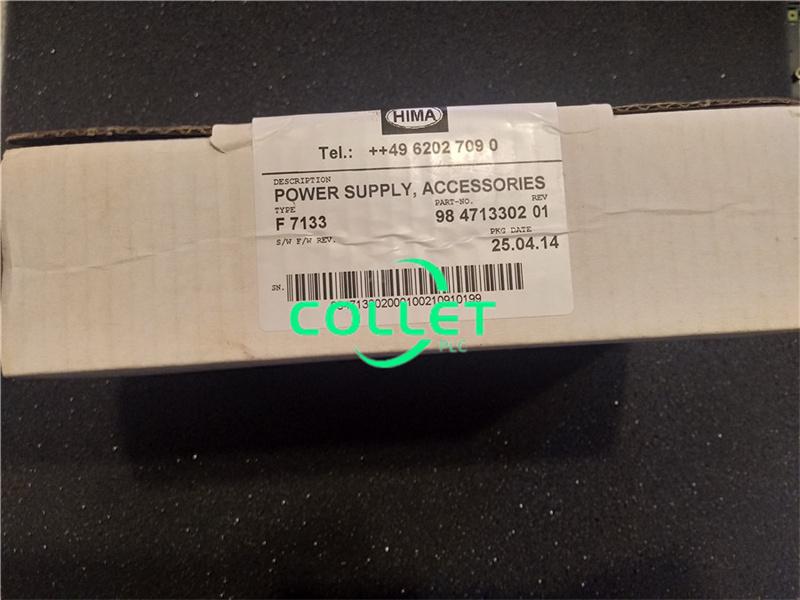 HIMA
Tel.: ++49 6202 709 0
DESCRIPTION
POWER SUPPLY, ACCESSORIES
TYPE PART-NO. REV
F 7133 98 4713302 01
S/W F/W REV. PKG DATE
25.04.14
SN.
COLLET
PLC